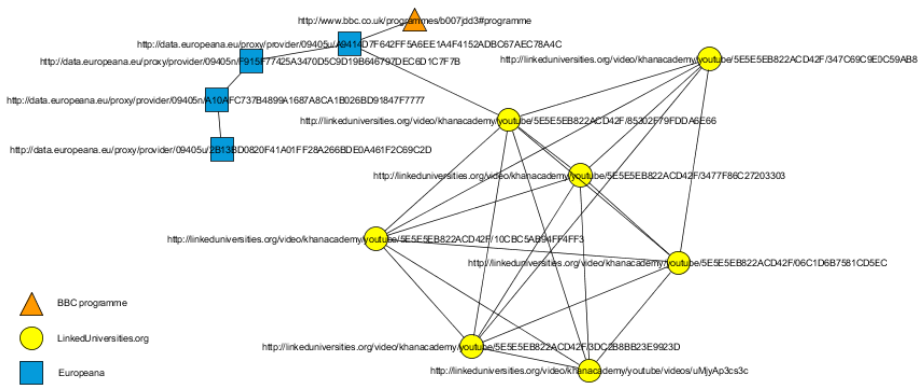 http://www.bbc.co.uk/programmes/b007jdd3#programme
http://data.europeana.eu/proxy/provider/09405u/A9414D7F642FF5A6EE1A4F4152ADBC67AEC78A4C
http://data.europeana.eu/proxy/provider/09405n/F915F77425A3470D5C9D19B646797DEC6D1C7F7B
http://linkeduniversities.org/video/khanacademy/youtube/5E5E5EB822ACD42F/347C69C9E0C59AB8
http://data.europeana.eu/proxy/provider/09405n/A10AFC737B4899A1687A8CA1B026BD91847F7777
http://linkeduniversities.org/video/khanacademy/youtube/5E5E5EB822ACD42F/85302F79FDDA6E66
http://data.europeana.eu/proxy/provider/09405u/2B13BD0820F41A01FF28A266BDE0A461F2C69C2D
http://linkeduniversities.org/video/khanacademy/youtube/5E5E5EB822ACD42F/3477F86C27203303
http://linkeduniversities.org/video/khanacademy/youtube/5E5E5EB822ACD42F/10CBC5AB94FF4FF3
http://linkeduniversities.org/video/khanacademy/youtube/5E5E5EB822ACD42F/06C1D6B7581CD5EC
BBC programme
LinkedUniversities.org
http://linkeduniversities.org/video/khanacademy/youtube/5E5E5EB822ACD42F/3DC2B8BB23E9923D
http://linkeduniversities.org/video/khanacademy/youtube/videos/uMjyAp3cs3c
Europeana